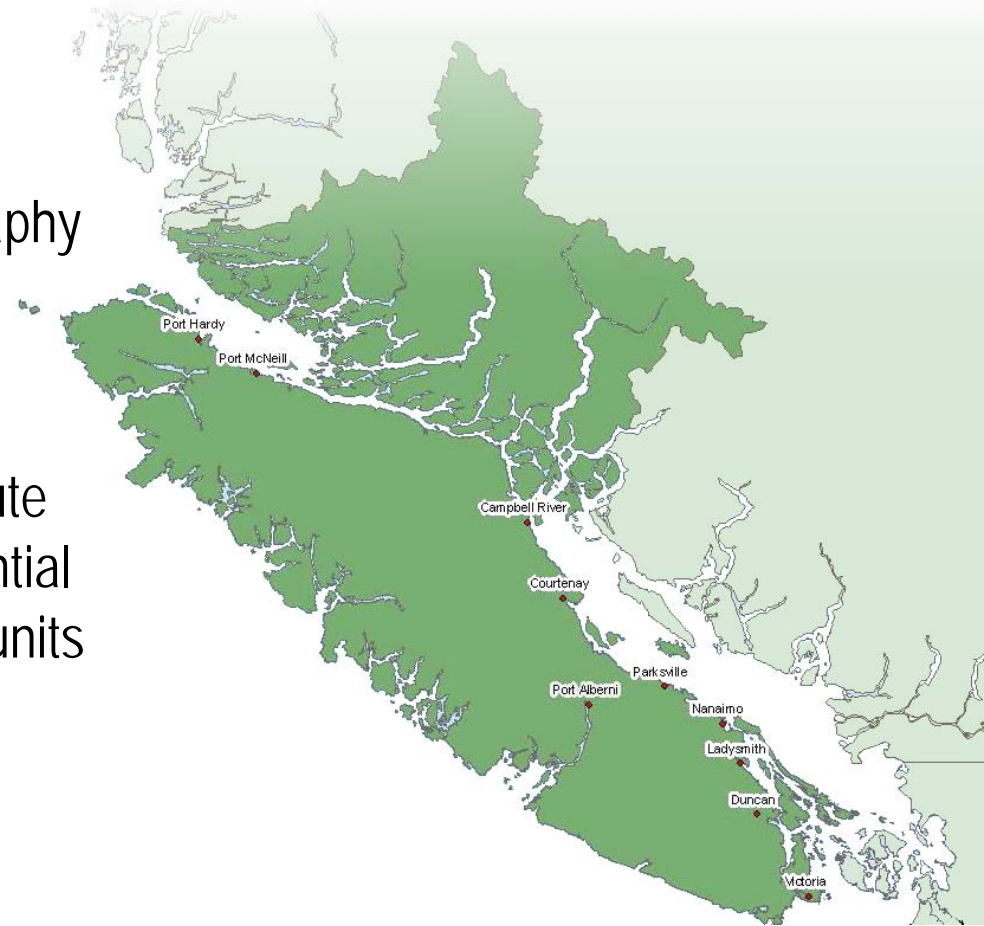 phy
ute
ntial
units
Port Hardy
Port McNeill
Campbell River
Courtenay
Parksville
Port Alberni
Nanaimo
Ladysmith
Duncan
Victoria